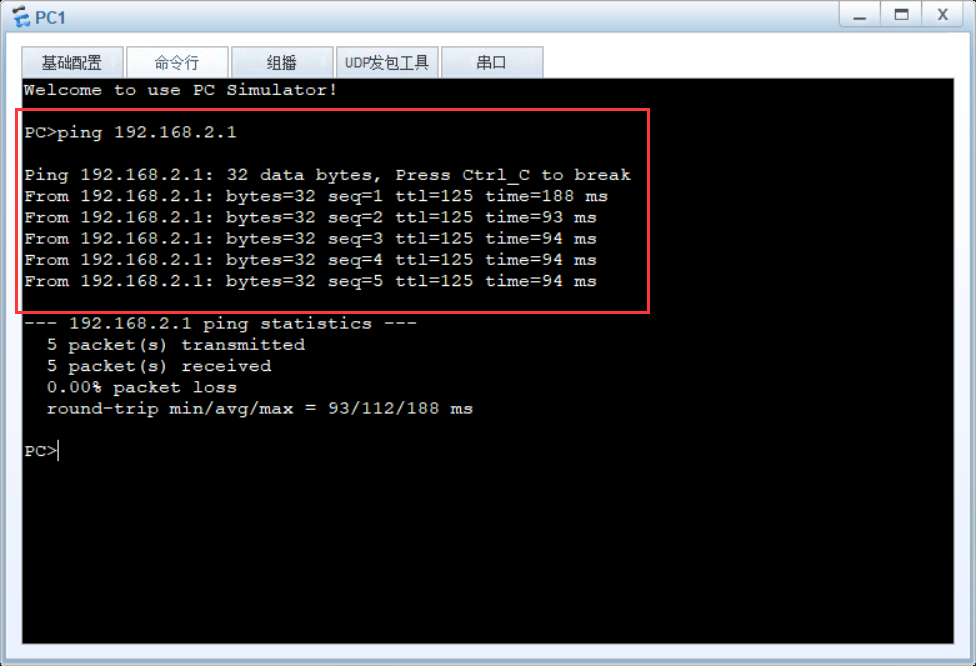 PC1
基础配置 命令行 组播 UDP发包工具 串口
Welcome to use PC Simulator!
PC>ping 192.168.2.1
Ping 192.168.2.1: 32 data bytes, Press Ctrl_C to break
From 192.168.2.1: bytes=32 seq=1 ttl=125 time=188 ms
From 192.168.2.1: bytes=32 seq=2 ttl=125 time=93 ms
From 192.168.2.1: bytes=32 seq=3 ttl=125 time=94 ms
From 192.168.2.1: bytes=32 seq=4 ttl=125 time=94 ms
From 192.168.2.1: bytes=32 seq=5 ttl=125 time=94 ms
--- 192.168.2.1 ping statistics ---
5 packet(s) transmitted
5 packet(s) received
0.00% packet loss
round-trip min/avg/max = 93/112/188 ms
PC>